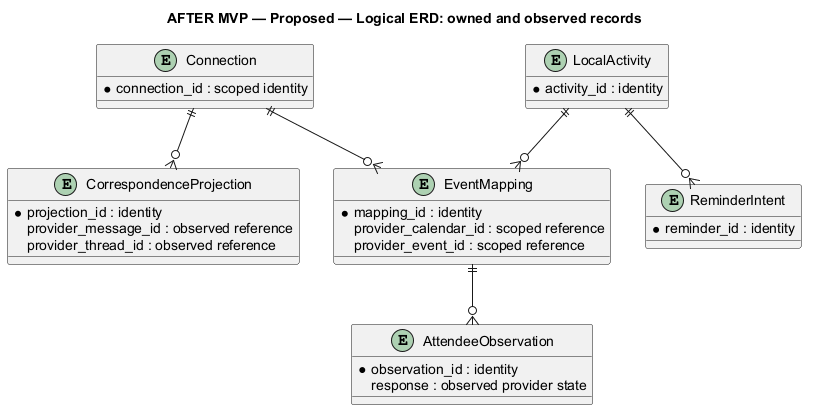 AFTER MVP — Proposed — Logical ERD: owned and observed records
E Connection
connection_id : scoped identity
E LocalActivity
activity_id : identity
E CorrespondenceProjection
projection_id : identity
provider_message_id : observed reference
provider_thread_id : observed reference
E EventMapping
mapping_id : identity
provider_calendar_id : scoped reference
provider_event_id : scoped reference
E ReminderIntent
reminder_id : identity
E AttendeeObservation
observation_id : identity
response : observed provider state